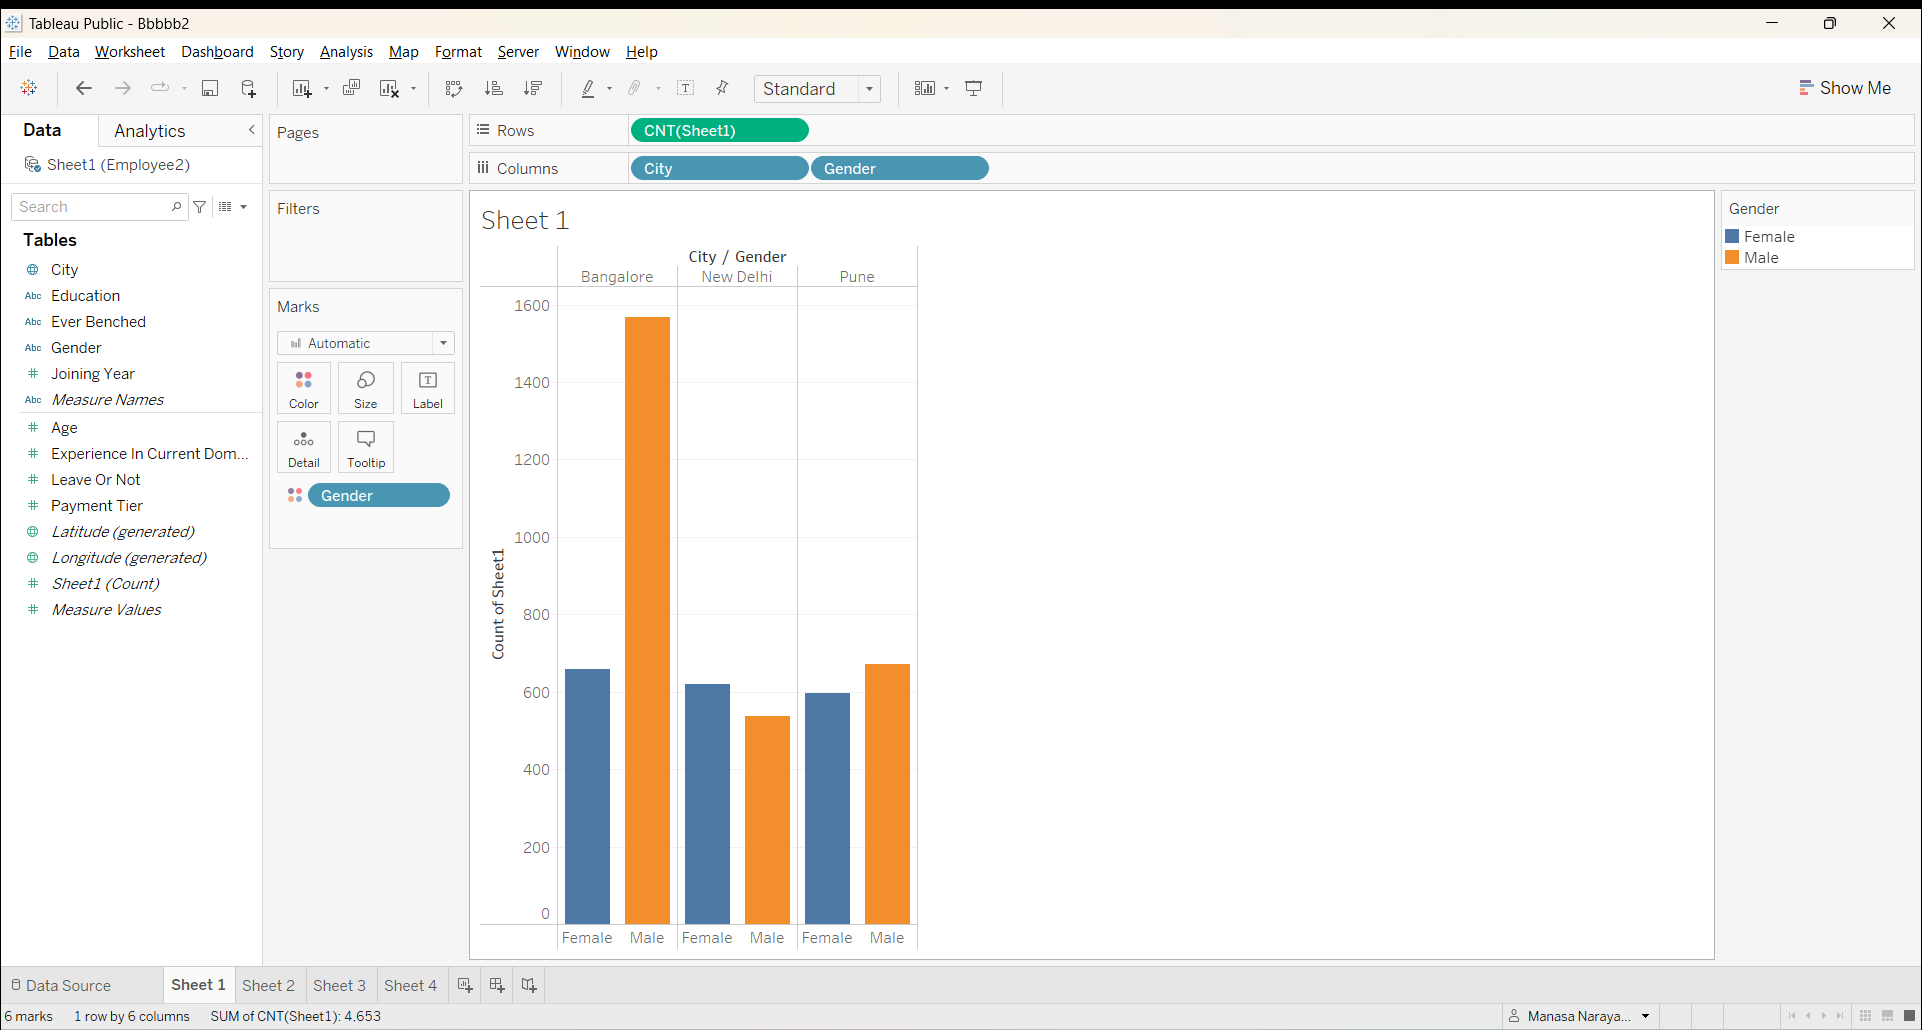 Tableau Public - Bbbbb2
File Data Worksheet Dashboard Story Analysis Map Format Server Window Help
Standard
Show Me
Data Analytics
Sheet1 (Employee2)
Search
Tables
City
Abc Education
Abc Ever Benched
Abc Gender
Joining Year
Abc Measure Names
Age
Experience In Current Dom...
Leave Or Not
Payment Tier
Latitude (generated)
Longitude (generated)
Sheet1 (Count)
Measure Values
Pages
Filters
Marks
Automatic
Color Size Label
Detail Tooltip
Gender
Rows CNT(Sheet1)
Columns City Gender
Sheet 1
City / Gender
Bangalore New Delhi Pune
1600
1400
1200
1000
800
600
400
200
0
Count of Sheet1
Female Male Female Male Female Male
Gender
Female
Male
Data Source Sheet 1 Sheet 2 Sheet 3 Sheet 4
6 marks 1 row by 6 columns SUM of CNT(Sheet1): 4,653
Manasa Naraya...